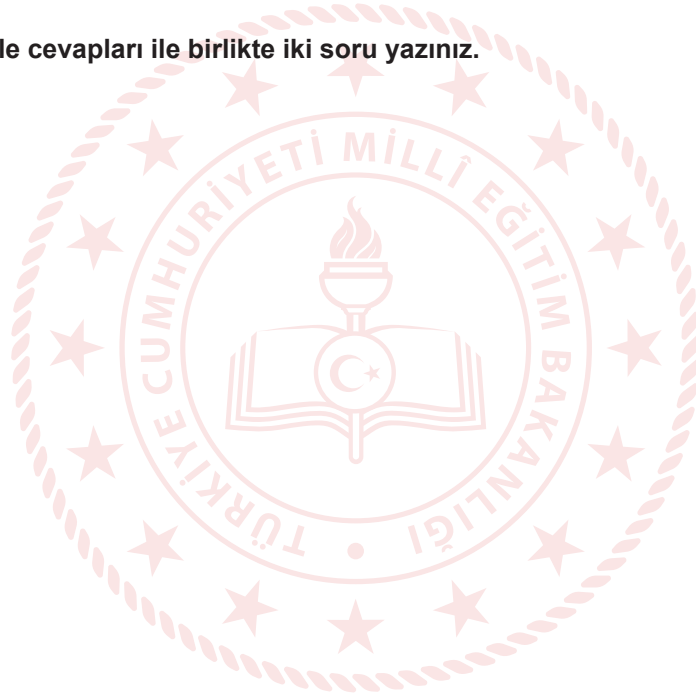 le cevapları ile birlikte iki soru yazınız.
TÜRKİYE CUMHURİYETİ MİLLÎ EĞİTİM BAKANLIĞI